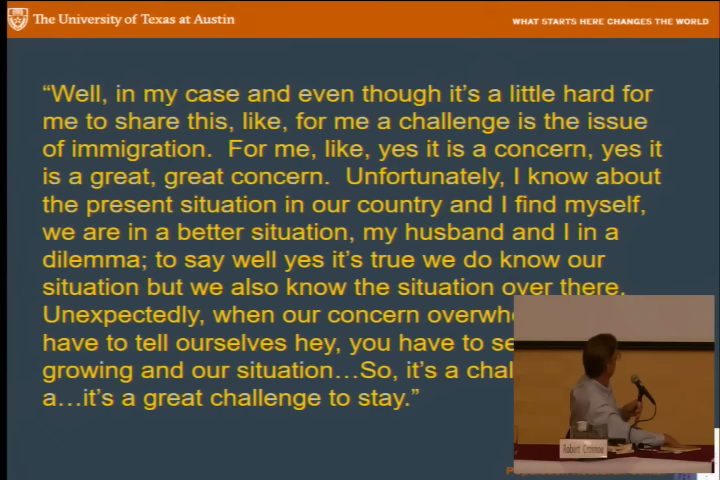 The University of Texas at Austin
WHAT STARTS HERE CHANGES THE WORLD
“Well, in my case and even though it’s a little hard for
me to share this, like, for me a challenge is the issue
of immigration.  For me, like, yes it is a concern, yes it
is a great, great concern.  Unfortunately, I know about
the present situation in our country and I find myself,
we are in a better situation, my husband and I in a
dilemma; to say well yes it’s true we do know our
situation but we also know the situation over there.
Unexpectedly, when our concern
have to tell ourselves hey, you have to
growing and our situation…So, it’s a
a…it’s a great challenge to stay.”
Robert Crosnoe